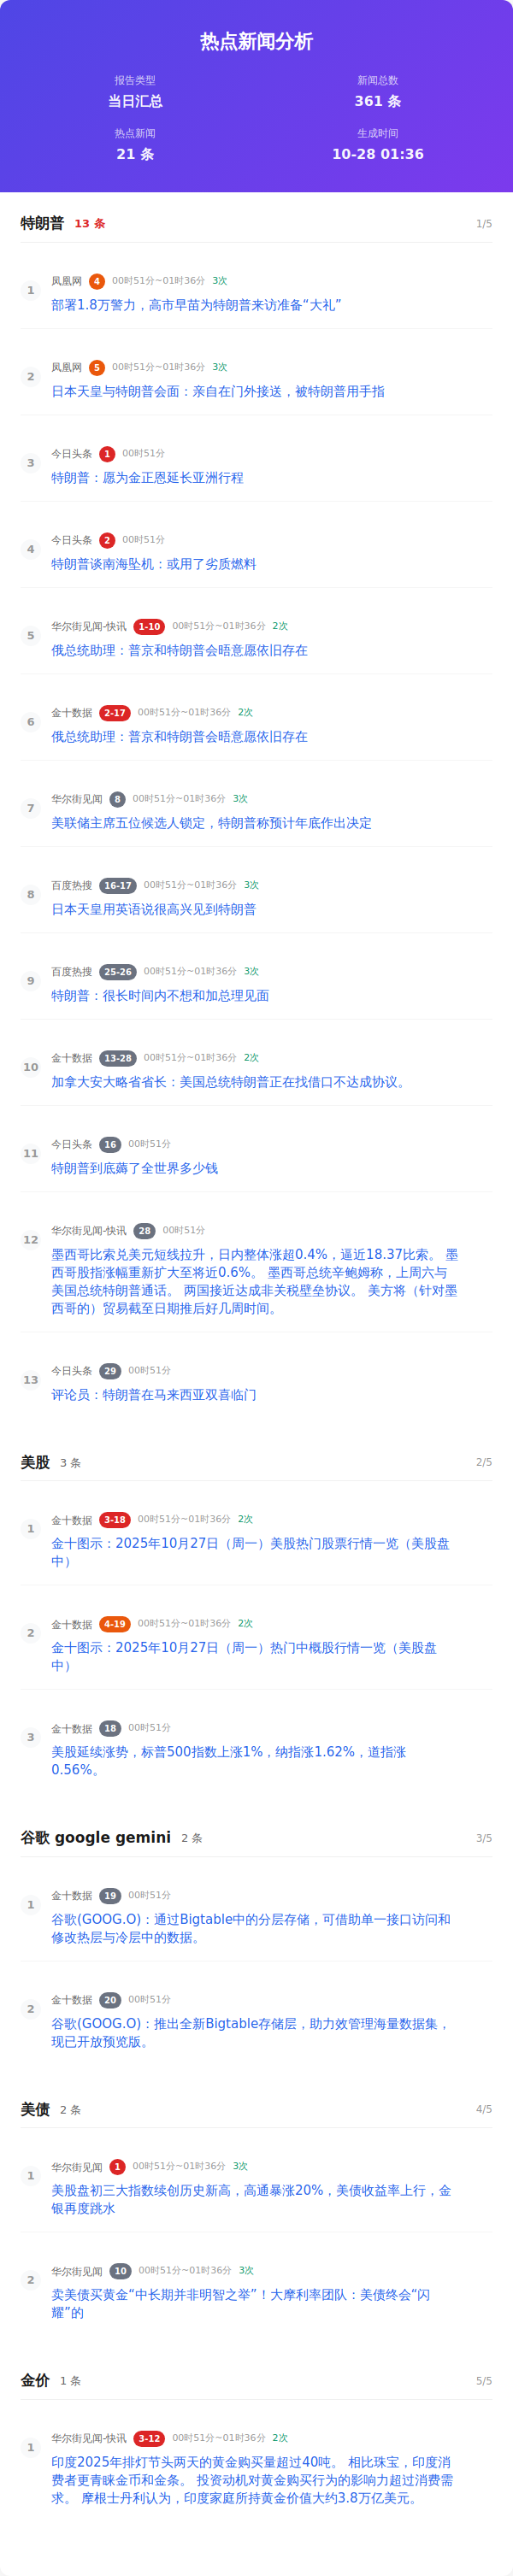 热点新闻分析
报告类型
当日汇总
新闻总数
361 条
热点新闻
21 条
生成时间
10-28 01:36
特朗普 13 条 1/5
1
凤凰网 4 00时51分~01时36分 3次
部署1.8万警力，高市早苗为特朗普来访准备“大礼”
2
凤凰网 5 00时51分~01时36分 3次
日本天皇与特朗普会面：亲自在门外接送，被特朗普用手指
3
今日头条 1 00时51分
特朗普：愿为金正恩延长亚洲行程
4
今日头条 2 00时51分
特朗普谈南海坠机：或用了劣质燃料
5
华尔街见闻-快讯 1-10 00时51分~01时36分 2次
俄总统助理：普京和特朗普会晤意愿依旧存在
6
金十数据 2-17 00时51分~01时36分 2次
俄总统助理：普京和特朗普会晤意愿依旧存在
7
华尔街见闻 8 00时51分~01时36分 3次
美联储主席五位候选人锁定，特朗普称预计年底作出决定
8
百度热搜 16-17 00时51分~01时36分 3次
日本天皇用英语说很高兴见到特朗普
9
百度热搜 25-26 00时51分~01时36分 3次
特朗普：很长时间内不想和加总理见面
10
金十数据 13-28 00时51分~01时36分 2次
加拿大安大略省省长：美国总统特朗普正在找借口不达成协议。
11
今日头条 16 00时51分
特朗普到底薅了全世界多少钱
12
华尔街见闻-快讯 28 00时51分
墨西哥比索兑美元短线拉升，日内整体涨超0.4%，逼近18.37比索。 墨
西哥股指涨幅重新扩大至将近0.6%。 墨西哥总统辛鲍姆称，上周六与
美国总统特朗普通话。 两国接近达成非关税壁垒协议。 美方将（针对墨
西哥的）贸易截至日期推后好几周时间。
13
今日头条 29 00时51分
评论员：特朗普在马来西亚双喜临门
美股 3 条 2/5
1
金十数据 3-18 00时51分~01时36分 2次
金十图示：2025年10月27日（周一）美股热门股票行情一览（美股盘
中）
2
金十数据 4-19 00时51分~01时36分 2次
金十图示：2025年10月27日（周一）热门中概股行情一览（美股盘
中）
3
金十数据 18 00时51分
美股延续涨势，标普500指数上涨1%，纳指涨1.62%，道指涨
0.56%。
谷歌 google gemini 2 条 3/5
1
金十数据 19 00时51分
谷歌(GOOG.O)：通过Bigtable中的分层存储，可借助单一接口访问和
修改热层与冷层中的数据。
2
金十数据 20 00时51分
谷歌(GOOG.O)：推出全新Bigtable存储层，助力效管理海量数据集，
现已开放预览版。
美债 2 条 4/5
1
华尔街见闻 1 00时51分~01时36分 3次
美股盘初三大指数续创历史新高，高通暴涨20%，美债收益率上行，金
银再度跳水
2
华尔街见闻 10 00时51分~01时36分 3次
卖美债买黄金“中长期并非明智之举”！大摩利率团队：美债终会“闪
耀”的
金价 1 条 5/5
1
华尔街见闻-快讯 3-12 00时51分~01时36分 2次
印度2025年排灯节头两天的黄金购买量超过40吨。 相比珠宝，印度消
费者更青睐金币和金条。 投资动机对黄金购买行为的影响力超过消费需
求。 摩根士丹利认为，印度家庭所持黄金价值大约3.8万亿美元。